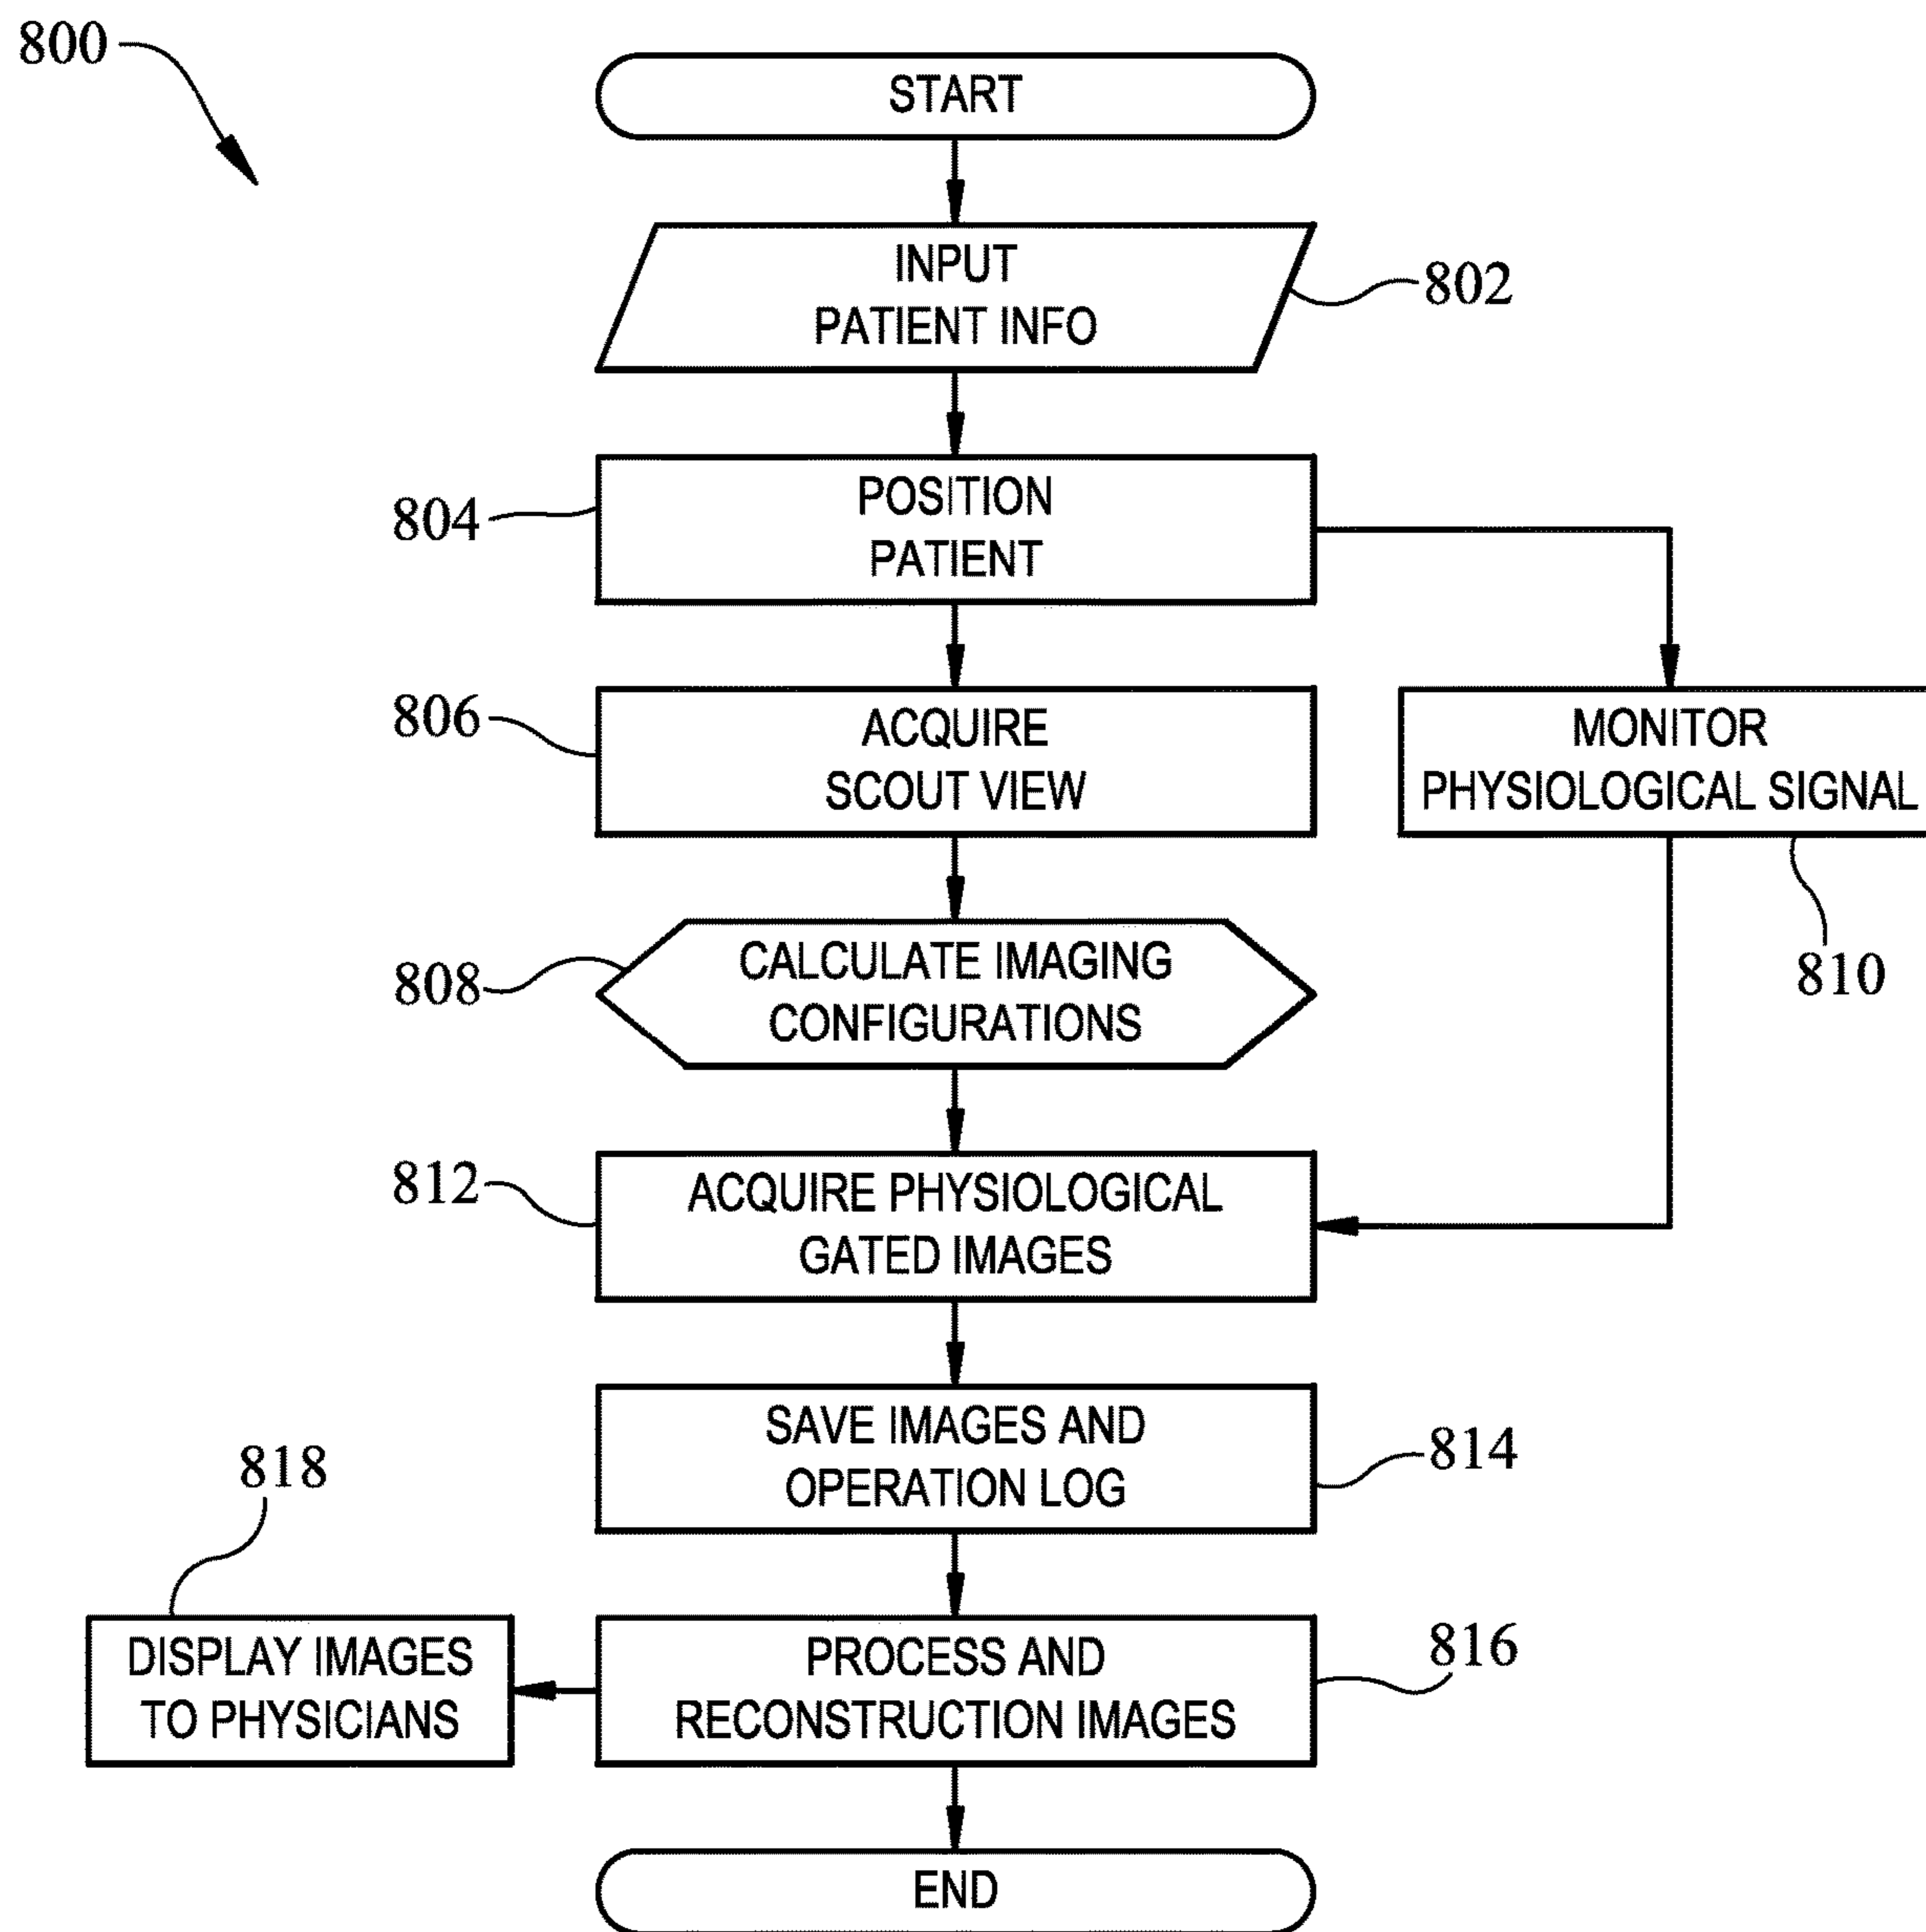 800
START
INPUT
PATIENT INFO
802
POSITION
PATIENT
804
ACQUIRE
SCOUT VIEW
806
MONITOR
PHYSIOLOGICAL SIGNAL
810
CALCULATE IMAGING
CONFIGURATIONS
808
ACQUIRE PHYSIOLOGICAL
GATED IMAGES
812
SAVE IMAGES AND
OPERATION LOG
814
818
DISPLAY IMAGES
TO PHYSICIANS
PROCESS AND
RECONSTRUCTION IMAGES
816
END